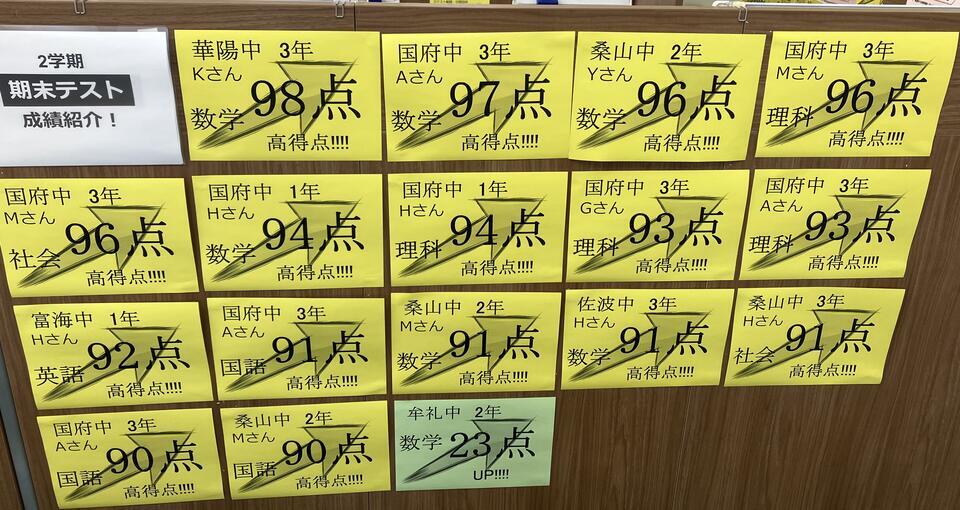 2学期
期末テスト
成績紹介！
華陽中 3年
Kさん
数学 98点
高得点!!!!
国府中 3年
Aさん
数学 97点
高得点!!!!
桑山中 2年
Yさん
数学 96点
高得点!!!!
国府中 3年
Mさん
理科 96点
高得点!!!!
国府中 3年
Mさん
社会 96点
高得点!!!!
国府中 1年
Hさん
数学 94点
高得点!!!!
国府中 1年
Hさん
理科 94点
高得点!!!!
国府中 3年
Gさん
理科 93点
高得点!!!!
国府中 3年
Aさん
理科 93点
高得点!!!!
富海中 1年
Hさん
英語 92点
高得点!!!!
国府中 3年
Aさん
国語 91点
高得点!!!!
桑山中 2年
Mさん
数学 91点
高得点!!!!
佐波中 3年
Hさん
数学 91点
高得点!!!!
桑山中 3年
Hさん
社会 91点
高得点!!!!
国府中 3年
Aさん
国語 90点
高得点!!!!
桑山中 2年
Mさん
国語 90点
高得点!!!!
牟礼中 2年
数学 23点
UP!!!!